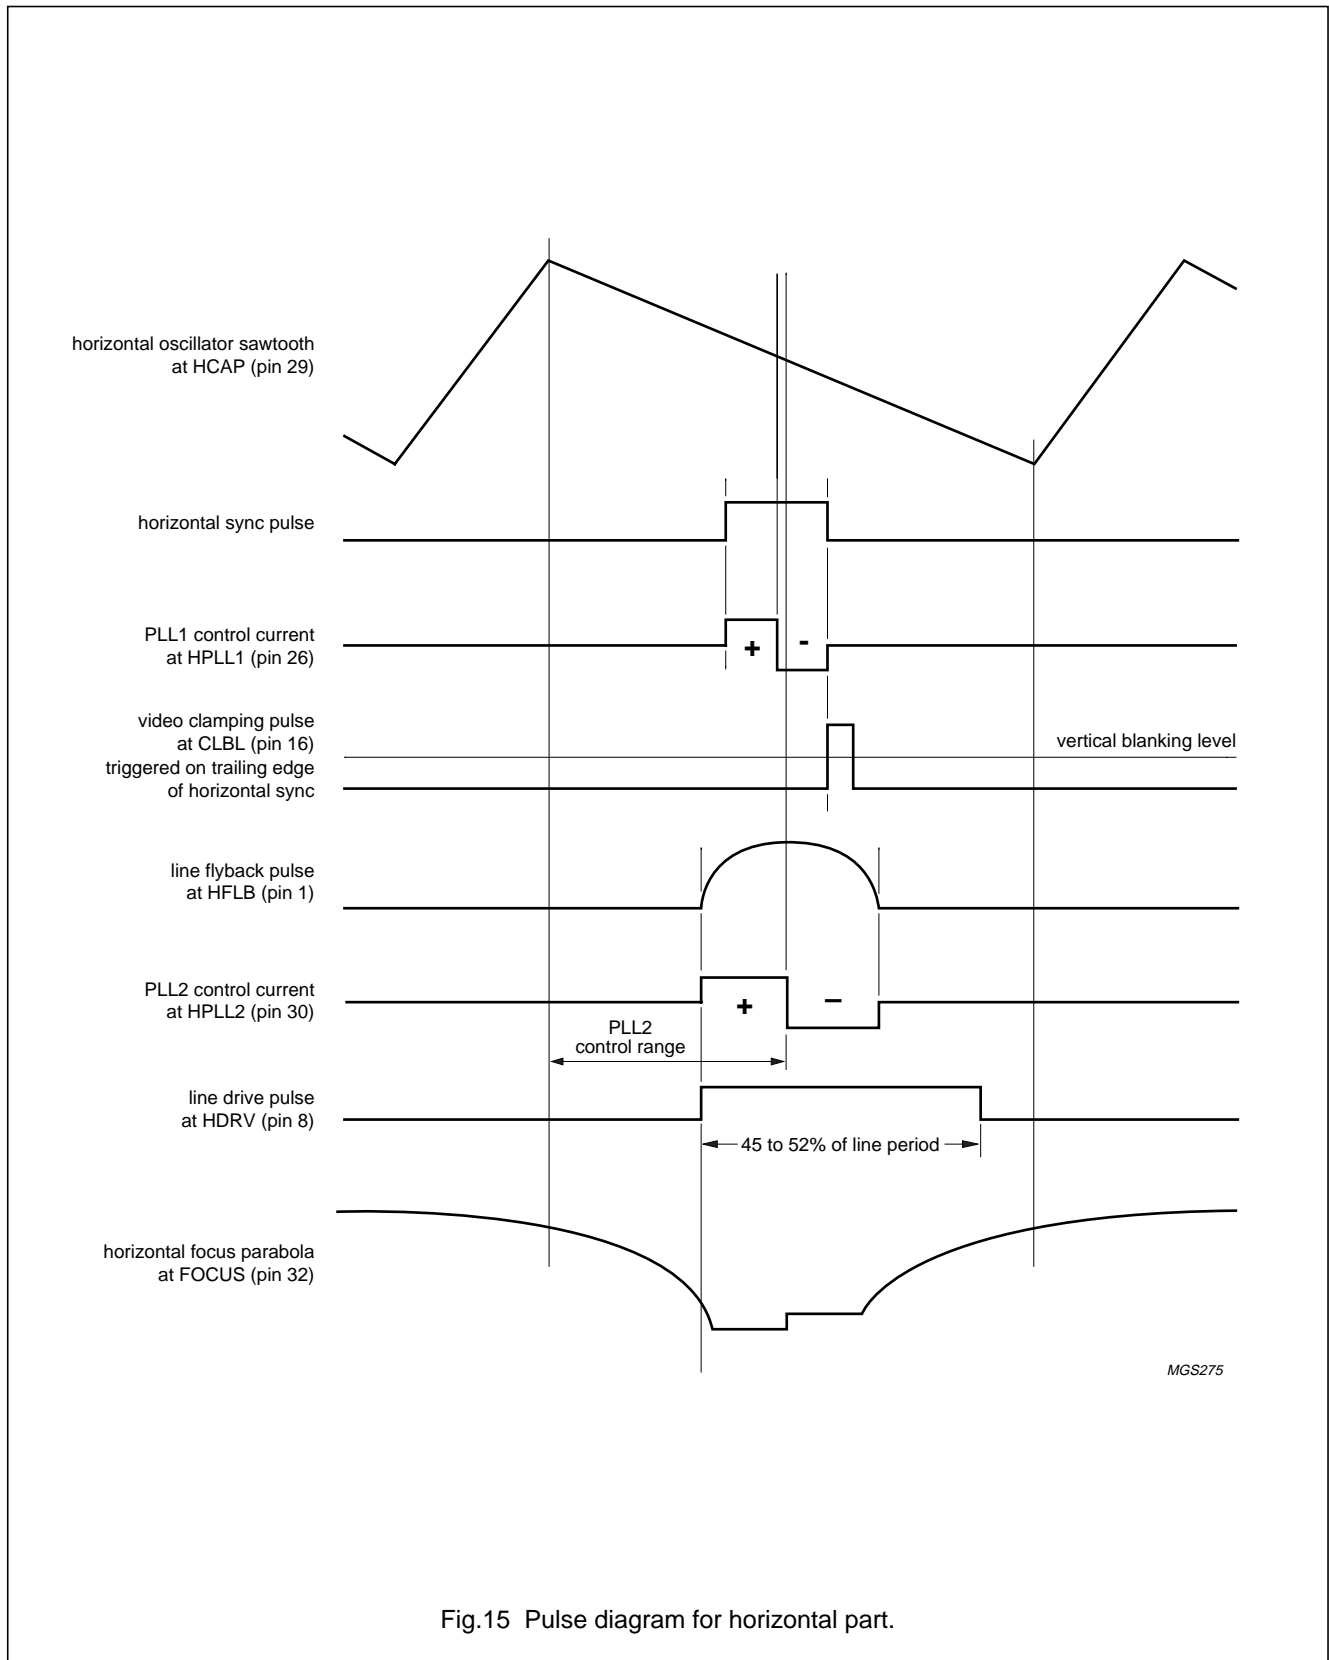 horizontal oscillator sawtooth
at HCAP (pin 29)
horizontal sync pulse
PLL1 control current
at HPLL1 (pin 26)
+
-
video clamping pulse
at CLBL (pin 16)
triggered on trailing edge
of horizontal sync
vertical blanking level
line flyback pulse
at HFLB (pin 1)
PLL2 control current
at HPLL2 (pin 30)
+
−
PLL2
control range
line drive pulse
at HDRV (pin 8)
45 to 52% of line period
horizontal focus parabola
at FOCUS (pin 32)
MGS275
Fig.15 Pulse diagram for horizontal part.